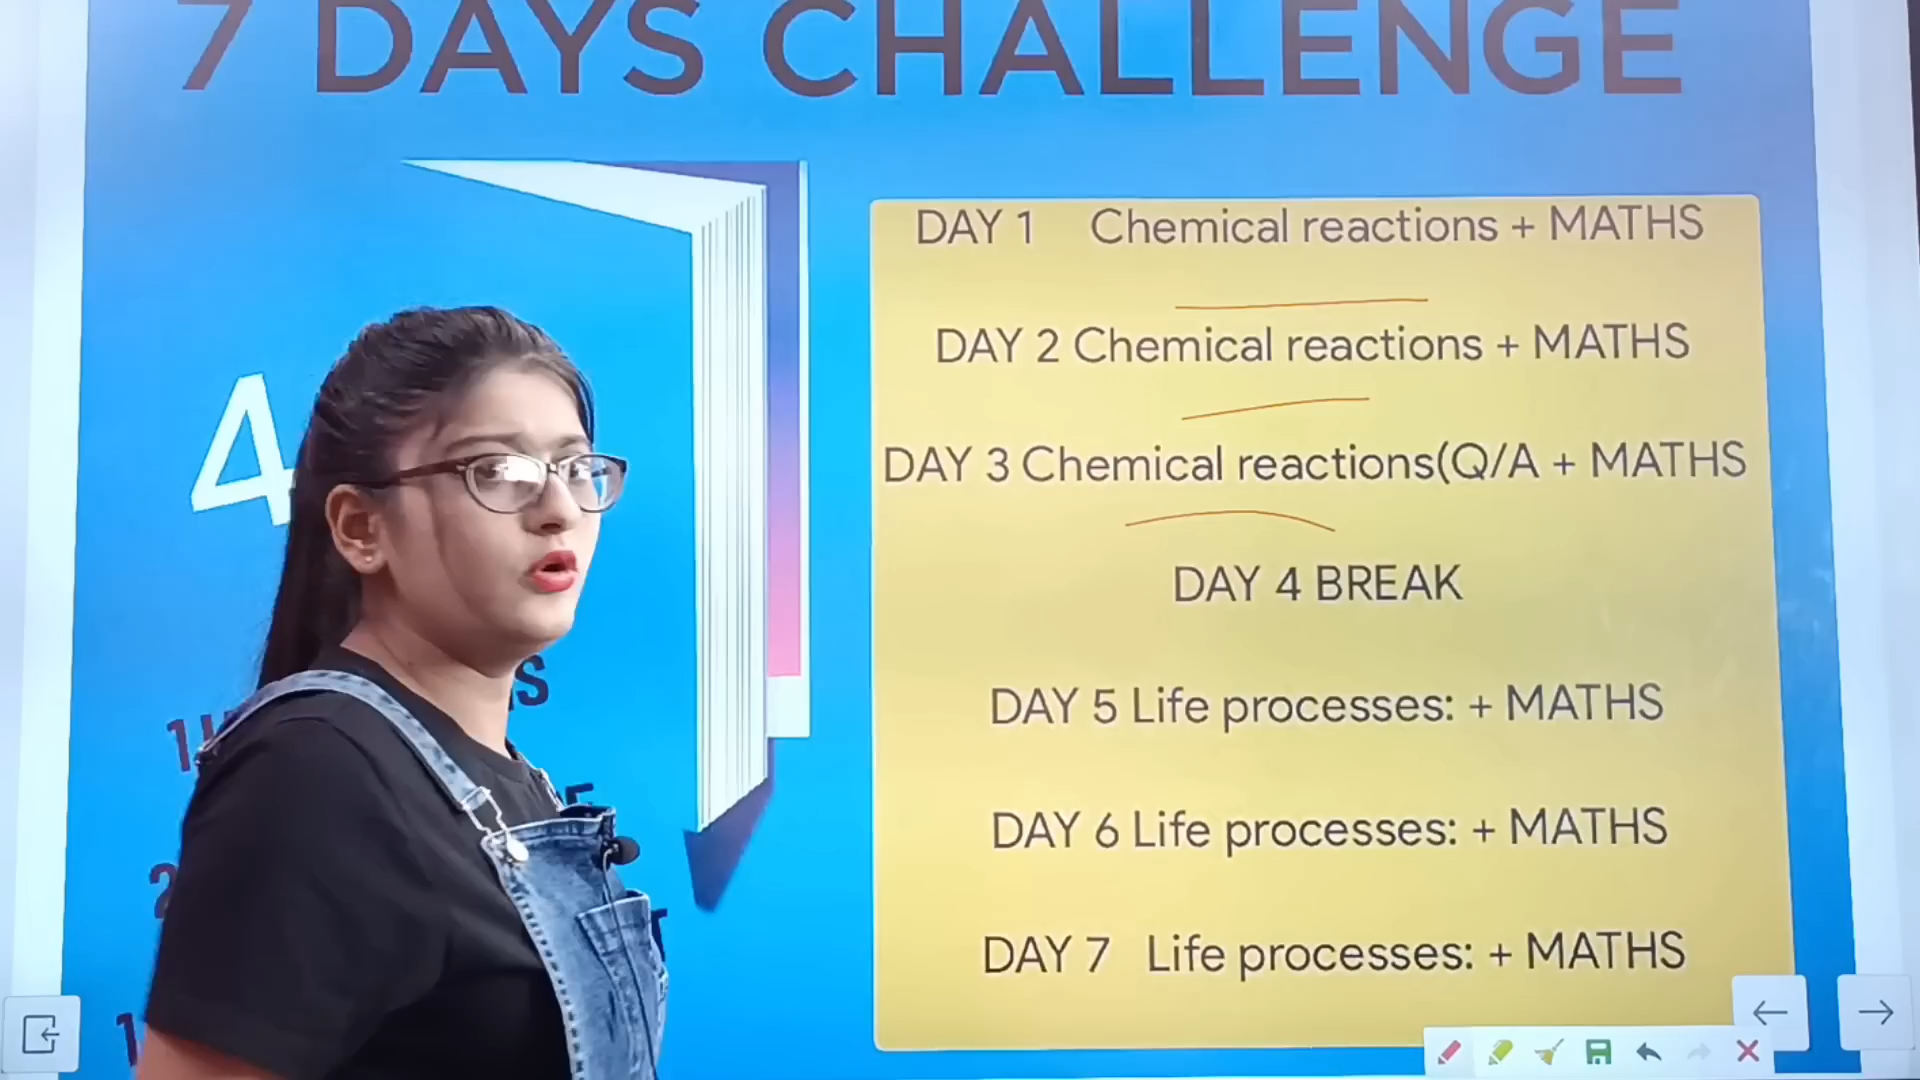 7 DAYS CHALLENGE
4
DAY 1 Chemical reactions + MATHS
DAY 2 Chemical reactions + MATHS
DAY 3 Chemical reactions(Q/A + MATHS
DAY 4 BREAK
DAY 5 Life processes: + MATHS
DAY 6 Life processes: + MATHS
DAY 7 Life processes: + MATHS